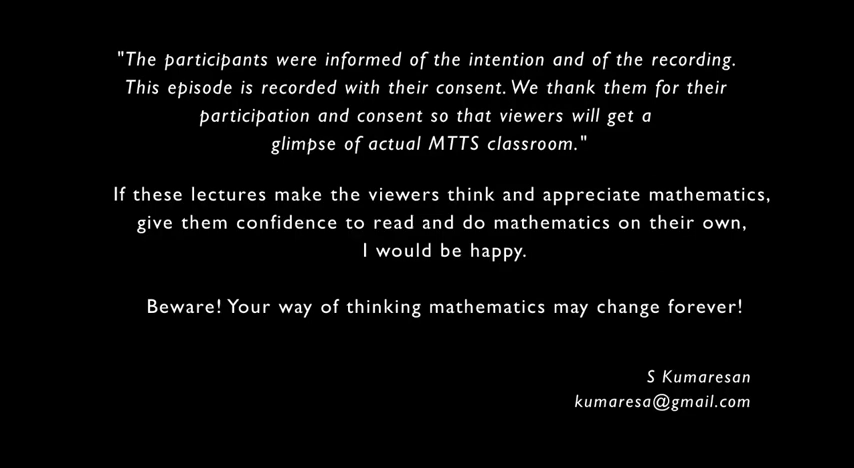 "The participants were informed of the intention and of the recording.
This episode is recorded with their consent. We thank them for their
participation and consent so that viewers will get a
glimpse of actual MTTS classroom."
If these lectures make the viewers think and appreciate mathematics,
give them confidence to read and do mathematics on their own,
I would be happy.
Beware! Your way of thinking mathematics may change forever!
S Kumaresan
kumaresa@gmail.com